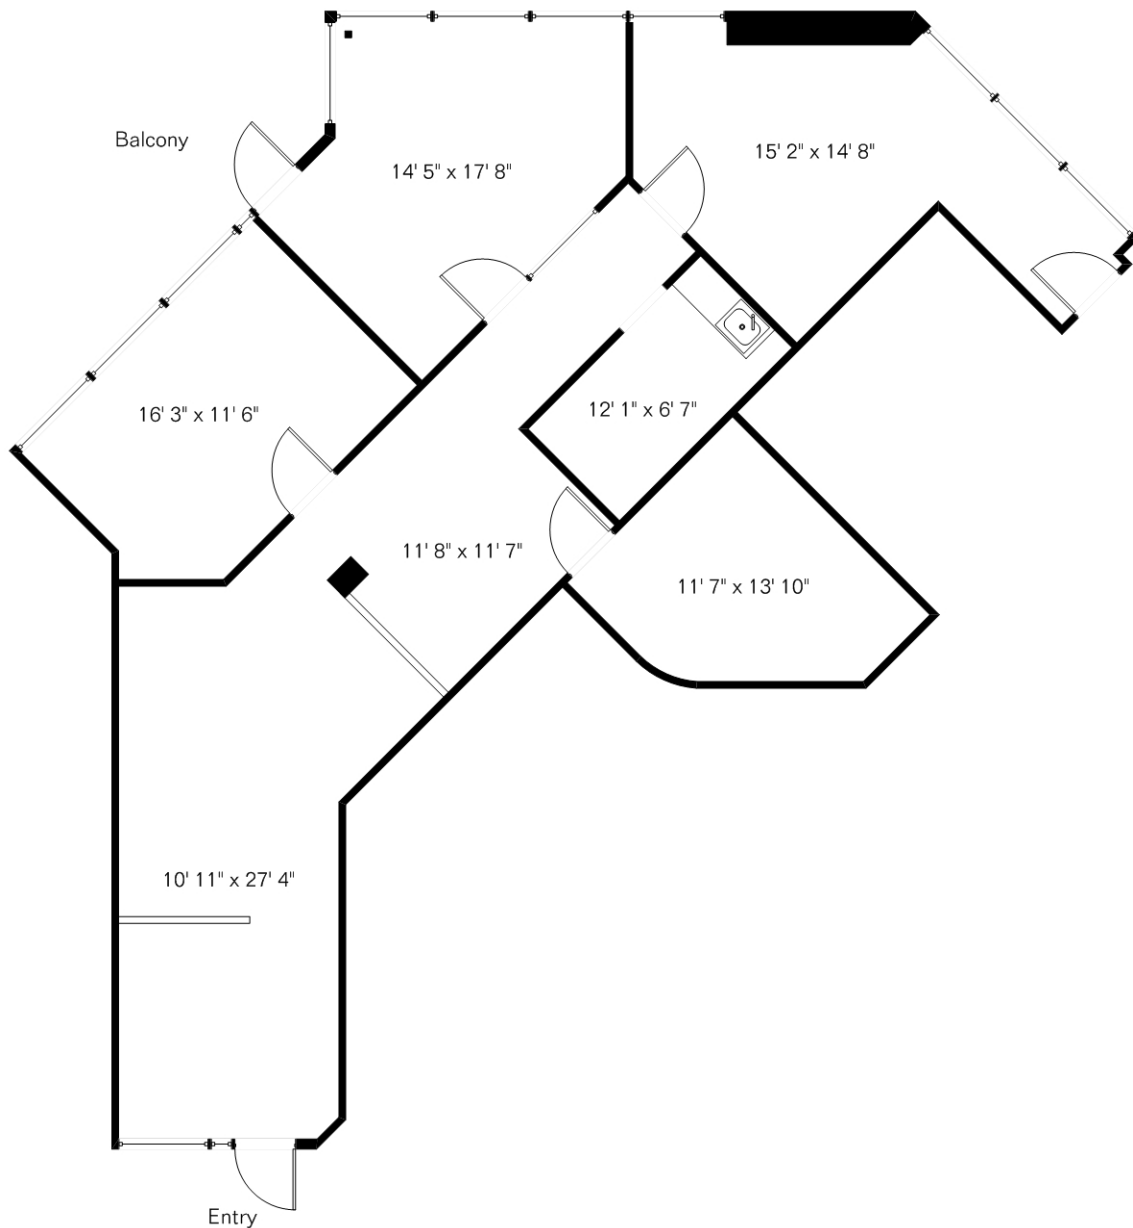 Balcony
14' 5" x 17' 8"
15' 2" x 14' 8"
16' 3" x 11' 6"
12' 1" x 6' 7"
11' 8" x 11' 7"
11' 7" x 13' 10"
10' 11" x 27' 4"
Entry